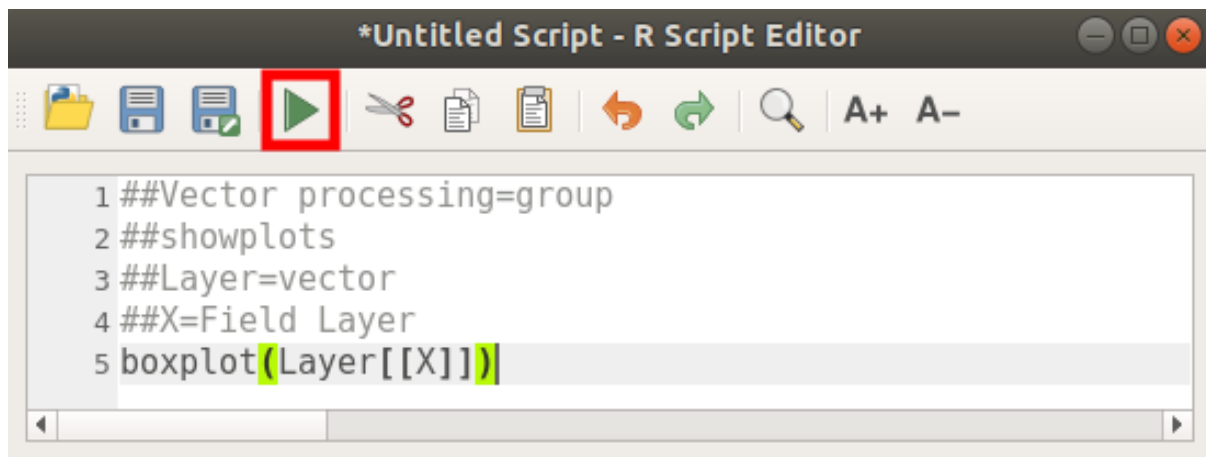 *Untitled Script - R Script Editor
A+ A-
1 ##Vector processing=group
2 ##showplots
3 ##Layer=vector
4 ##X=Field Layer
5 boxplot(Layer[[X]])